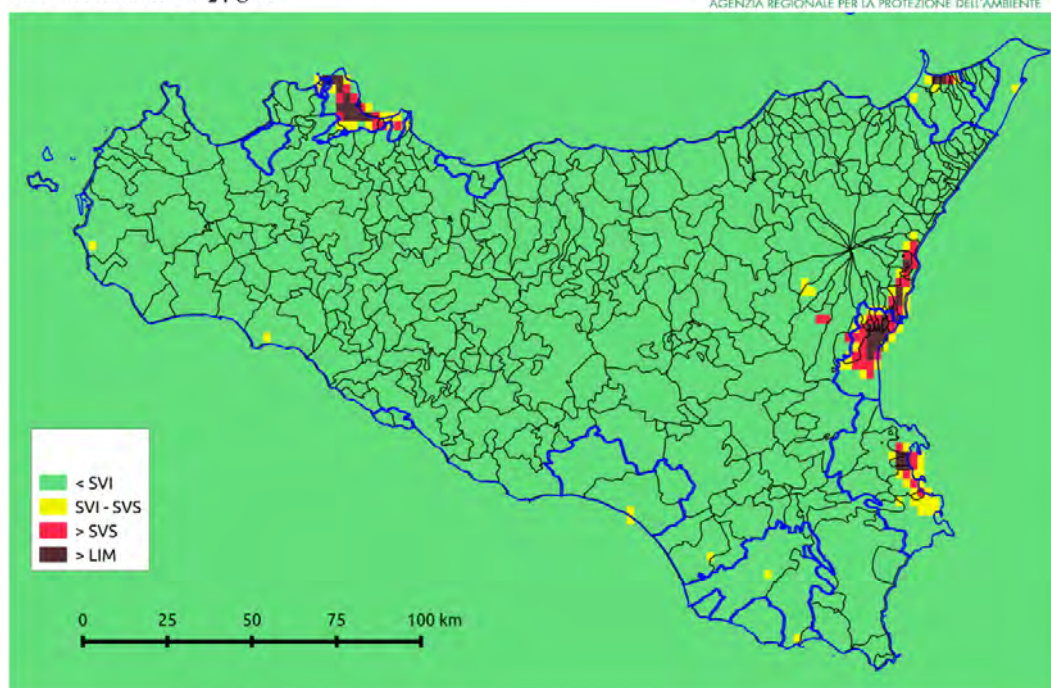 AGENZIA REGIONALE PER LA PROTEZIONE DELL'AMBIENTE
< SVI
SVI - SVS
> SVS
> LIM
0 25 50 75 100 km